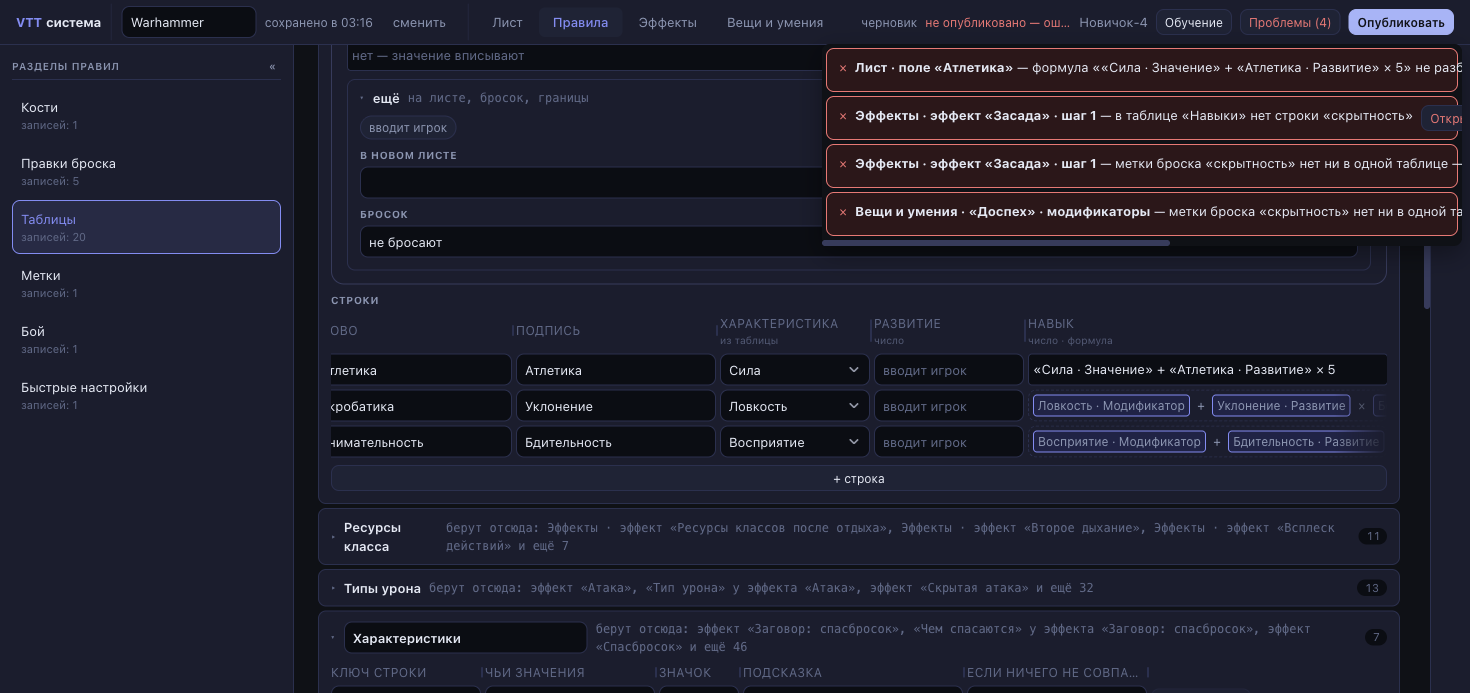 VTT система
Warhammer
сохранено в 03:16
сменить
Лист
Правила
Эффекты
Вещи и умения
черновик
не опубликовано — ош...
Новичок-4
Обучение
Проблемы (4)
Опубликовать
РАЗДЕЛЫ ПРАВИЛ
«
Кости
записей: 1
Правки броска
записей: 5
Таблицы
записей: 20
Метки
записей: 1
Бой
записей: 1
Быстрые настройки
записей: 1
нет — значение вписывают
ещё на листе, бросок, границы
вводит игрок
В НОВОМ ЛИСТЕ
БРОСОК
не бросают
× Лист · поле «Атлетика» — формула ««Сила · Значение» + «Атлетика · Развитие» × 5» не разб
× Эффекты · эффект «Засада» · шаг 1 — в таблице «Навыки» нет строки «скрытность»
Откры
× Эффекты · эффект «Засада» · шаг 1 — метки броска «скрытность» нет ни в одной таблице —
× Вещи и умения · «Доспех» · модификаторы — метки броска «скрытность» нет ни в одной та
СТРОКИ
ОВО
ПОДПИСЬ
ХАРАКТЕРИСТИКА
из таблицы
РАЗВИТИЕ
число
НАВЫК
число · формула
тлетика
Атлетика
Сила
вводит игрок
«Сила · Значение» + «Атлетика · Развитие» × 5
кробатика
Уклонение
Ловкость
вводит игрок
Ловкость · Модификатор + Уклонение · Развитие ×
нимательность
Бдительность
Восприятие
вводит игрок
Восприятие · Модификатор + Бдительность · Развитие
+ строка
Ресурсы класса
берут отсюда: Эффекты · эффект «Ресурсы классов после отдыха», Эффекты · эффект «Второе дыхание», Эффекты · эффект «Всплеск
действий» и ещё 7
11
Типы урона
берут отсюда: эффект «Атака», «Тип урона» у эффекта «Атака», эффект «Скрытая атака» и ещё 32
13
Характеристики
берут отсюда: эффект «Заговор: спасбросок», «Чем спасаются» у эффекта «Заговор: спасбросок», эффект
«Спасбросок» и ещё 46
7
КЛЮЧ СТРОКИ
ЧЬИ ЗНАЧЕНИЯ
ЗНАЧОК
ПОДСКАЗКА
ЕСЛИ НИЧЕГО НЕ СОВПА...